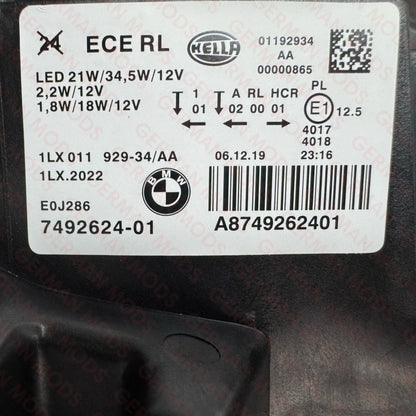 24 ECE RL HELLA 01192934
AA
00000865
LED 21W/34,5W/12V
2,2W/12V
1,8W/18W/12V
1 A RL HCR PL
01 02 00 01 E1 12.5
4017
4018
1LX 011 929-34/AA 06.12.19 23:16
1LX.2022
BMW
E0J286
7492624-01 A8749262401
GERMAN MODS